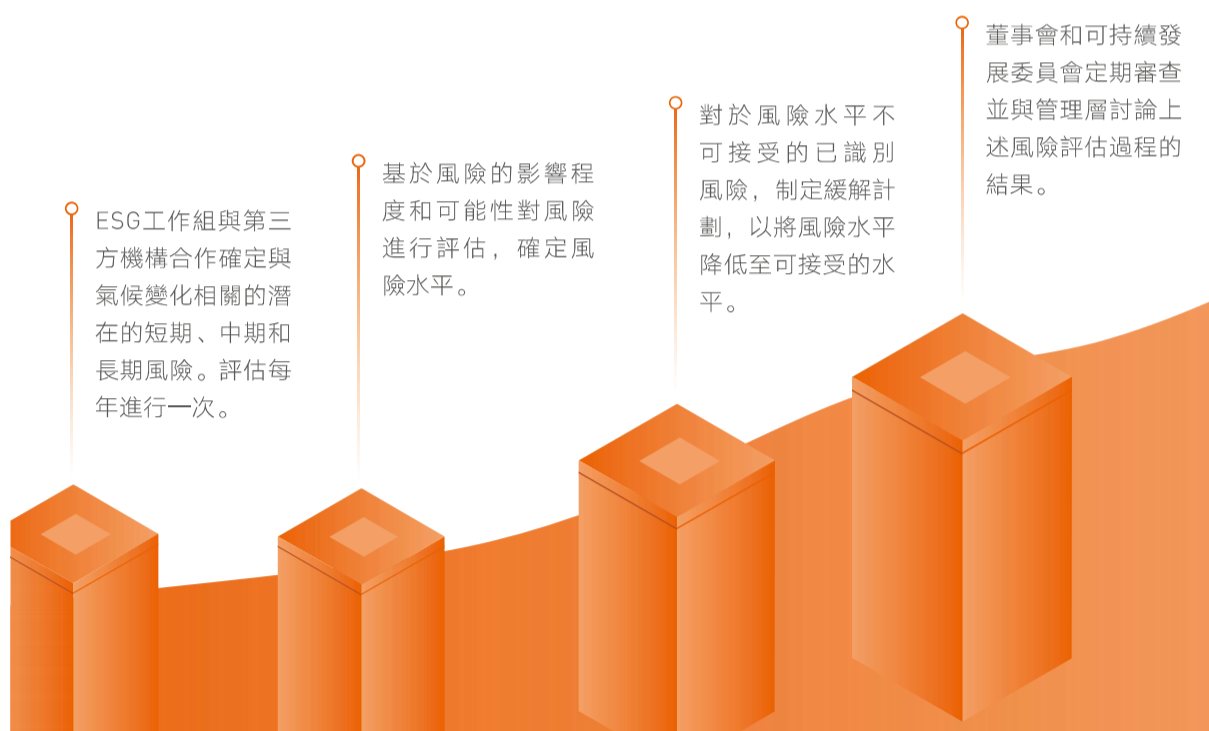 ESG工作組與第三
方機構合作確定與
氣候變化相關的潛
在的短期、中期和
長期風險。評估每
年進行一次。
基於風險的影響程
度和可能性對風險
進行評估，確定風
險水平。
對於風險水平不
可接受的已識別
風險，制定緩解計
劃，以將風險水平
降低至可接受的水
平。
董事會和可持續發
展委員會定期審查
並與管理層討論上
述風險評估過程的
結果。